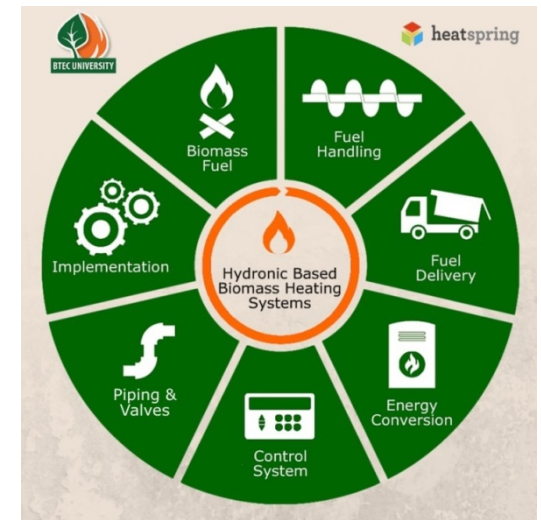 BTEC UNIVERSITY
heatspring
Biomass
Fuel
Fuel
Handling
Fuel
Delivery
Energy
Conversion
Control
System
Piping &
Valves
Implementation
Hydronic Based
Biomass Heating
Systems